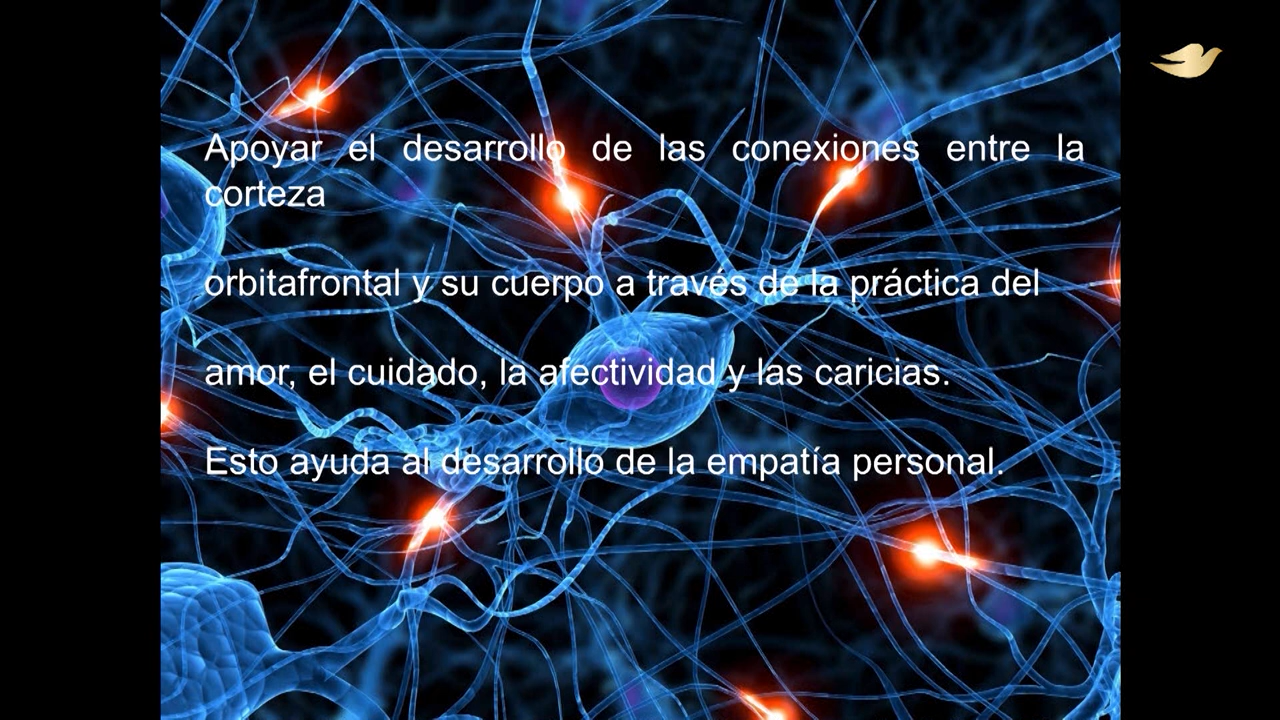 Apoyar el desarrollo de las conexiones entre la
corteza
orbitafrontal y su cuerpo a través de la práctica del
amor, el cuidado, la afectividad y las caricias.
Esto ayuda al desarrollo de la empatía personal.